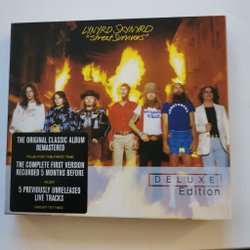 LYNYRD SKYNYRD
"Street Survivors"
THE ORIGINAL CLASSIC ALBUM
REMASTERED
PLUS FOR THE FIRST TIME
THE COMPLETE FIRST VERSION
RECORDED 5 MONTHS BEFORE
ALSO
5 PREVIOUSLY UNRELEASED
LIVE TRACKS
DELUXE
Edition